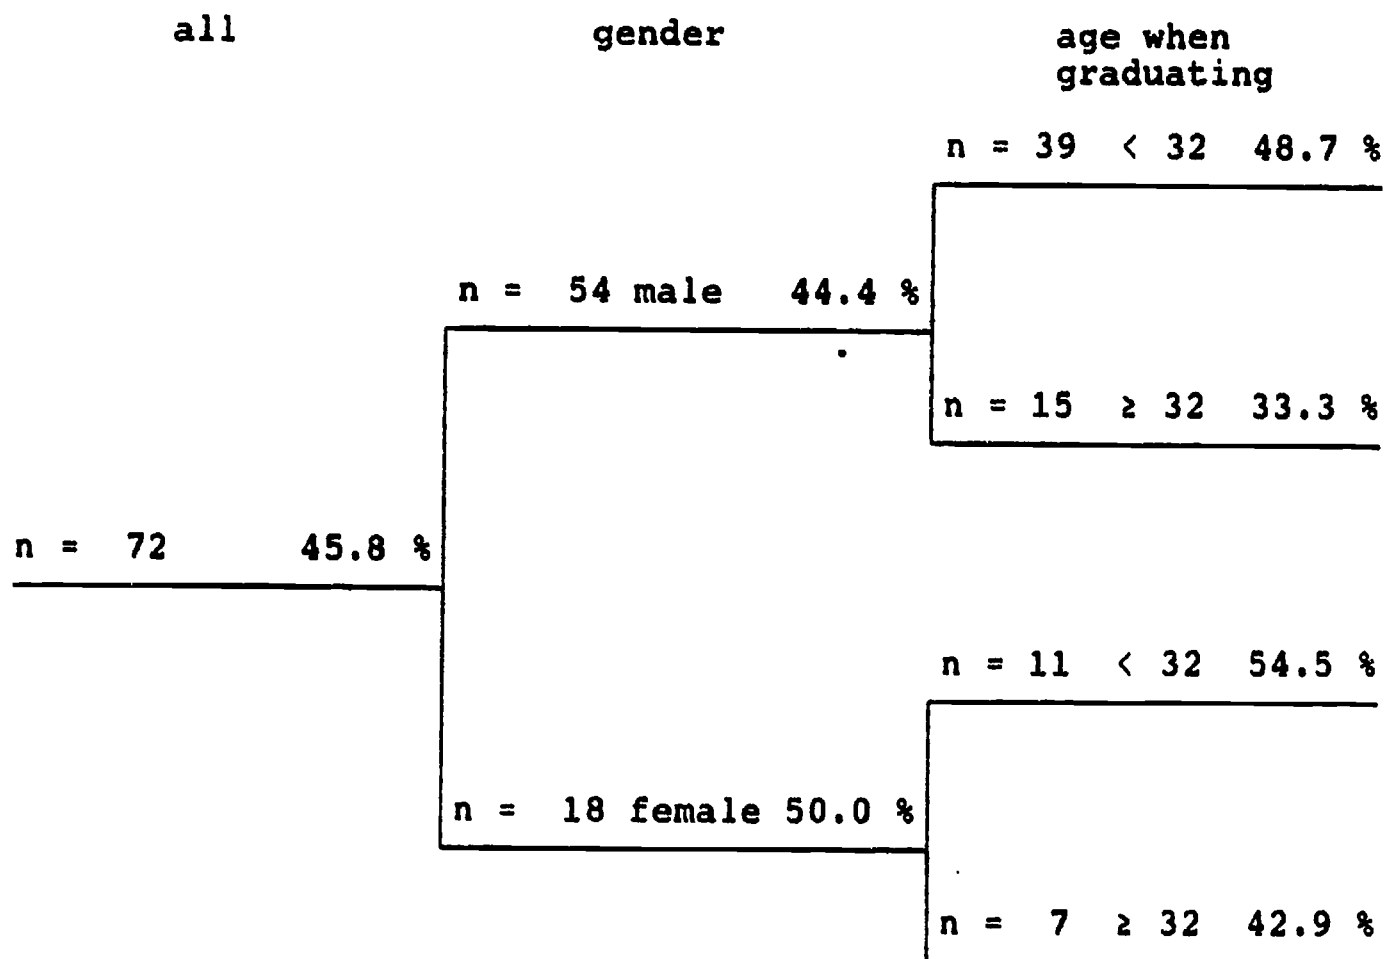 all gender age when
graduating
n = 39 < 32 48.7 %
n = 54 male 44.4 %
n = 15 ≥ 32 33.3 %
n = 72 45.8 %
n = 11 < 32 54.5 %
n = 18 female 50.0 %
n = 7 ≥ 32 42.9 %